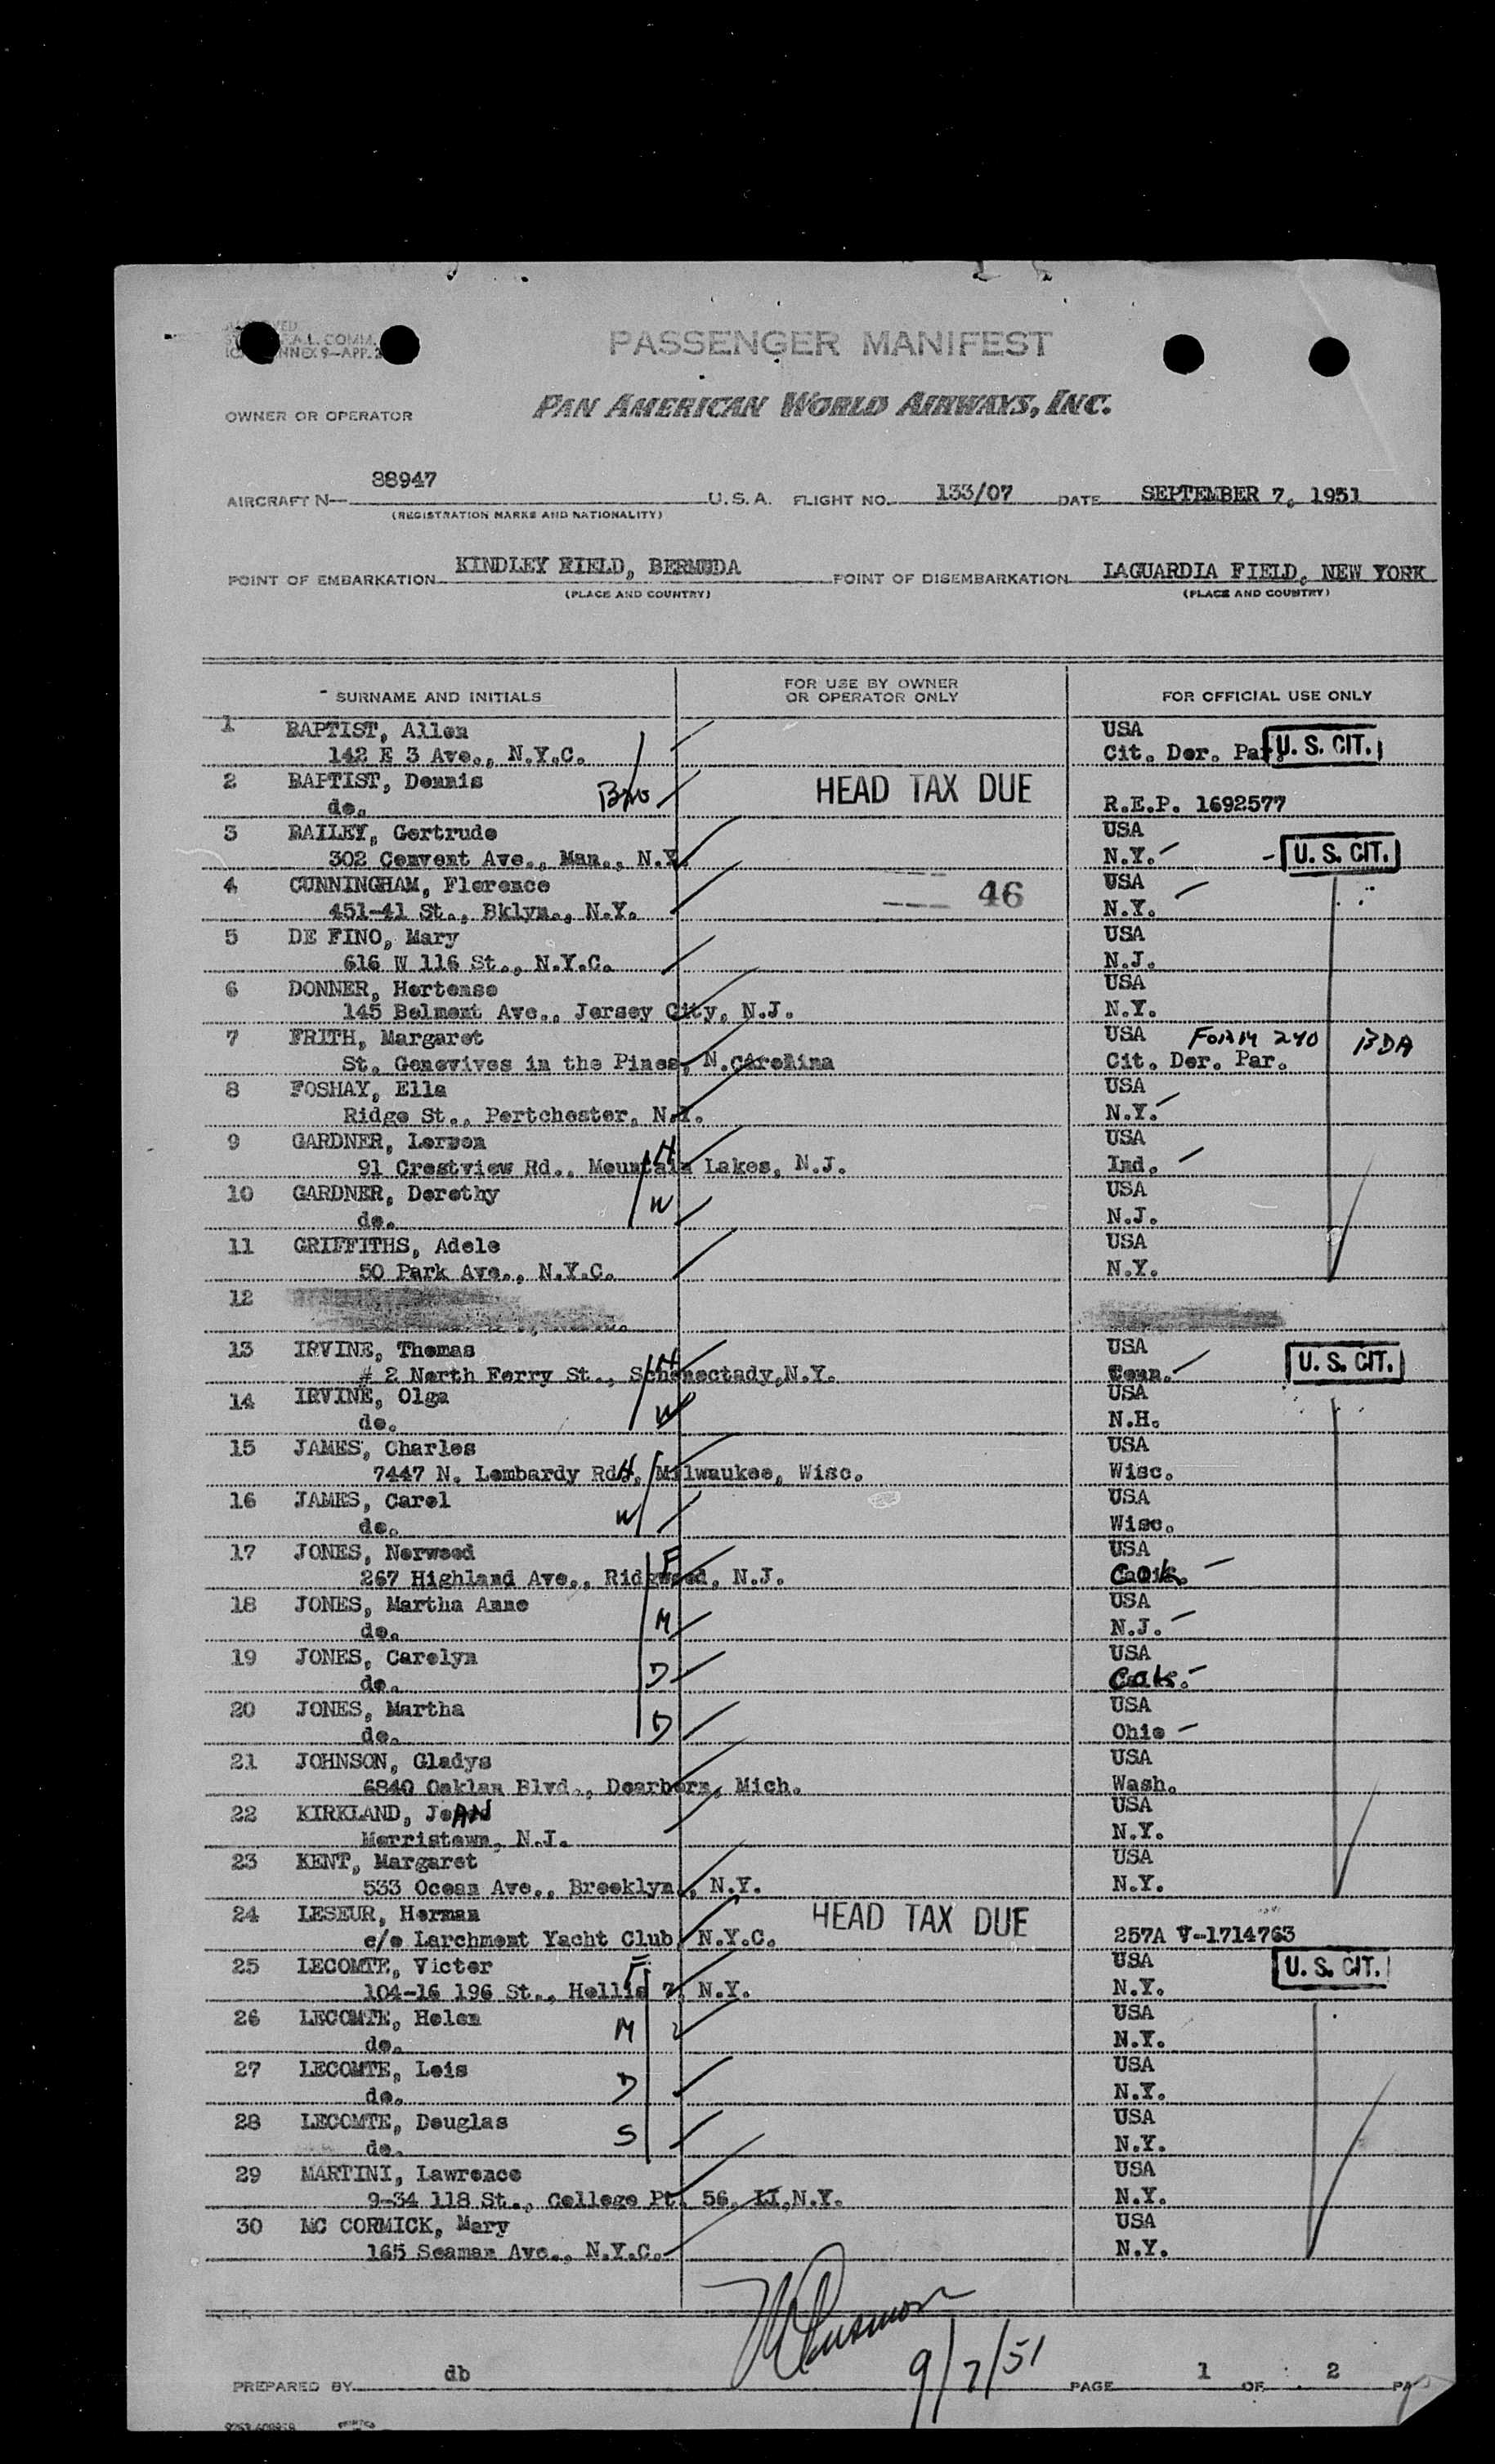 PASSENGER MANIFEST
OWNER OR OPERATOR
PAN AMERICAN WORLD AIRWAYS, INC.
AIRCRAFT N— 88947 U.S.A. FLIGHT NO. 133/07 DATE SEPTEMBER 7, 1951
(REGISTRATION MARKS AND NATIONALITY)
POINT OF EMBARKATION KINDLEY FIELD, BERMUDA POINT OF DISEMBARKATION LAGUARDIA FIELD, NEW YORK
(PLACE AND COUNTRY) (PLACE AND COUNTRY)
SURNAME AND INITIALS FOR USE BY OWNER OR OPERATOR ONLY FOR OFFICIAL USE ONLY
1 BAPTIST, Allen USA
142 E 3 Ave., N.Y.C. Cit. Der. Par. U. S. CIT.
2 BAPTIST, Dennis HEAD TAX DUE
do. Bro R.E.P. 1692577
3 BAILEY, Gertrude USA
302 Convent Ave., Man., N.Y. N.Y. U. S. CIT.
4 CUNNINGHAM, Florence 46 USA
451-41 St., Bklyn., N.Y. N.Y.
5 DE FINO, Mary USA
616 W 116 St., N.Y.C. N.J.
6 DONNER, Hortense USA
145 Belmont Ave., Jersey City, N.J. N.Y.
7 FRITH, Margaret USA FORM 240 BDA
St. Genevives in the Pines, N.Carolina Cit. Der. Par.
8 FOSHAY, Ella USA
Ridge St., Portchester, N.Y. N.Y.
9 GARDNER, USA
91 Crestview Rd., Mountain Lakes, N.J. H Ind.
10 GARDNER, Dorothy USA
do. W N.J.
11 GRIFFITHS, Adele USA
50 Park Ave., N.Y.C. N.Y.
12
13 IRVINE, Thomas USA
# 2 North Ferry St., Schenectady,N.Y. H Conn. U. S. CIT.
14 IRVINE, Olga USA
do. W N.H.
15 JAMES, Charles USA
7447 N. Lombardy Rd., Milwaukee, Wisc. H Wisc.
16 JAMES, Carol USA
do. W Wisc.
17 JONES, Norwood USA
267 Highland Ave., Ridgwood, N.J. F
18 JONES, Martha Anne USA
do. M N.J.
19 JONES, Carolyn USA
do. D
20 JONES, Martha USA
do. D Ohio
21 JOHNSON, Gladys USA
6840 Oaklan Blvd., Dearborn, Mich. Wash.
22 KIRKLAND, JoAN USA
Morristown, N.J. N.Y.
23 KENT, Margaret USA
533 Ocean Ave., Brooklyn, N.Y. N.Y.
24 LESEUR, Herman HEAD TAX DUE
c/o Larchmont Yacht Club, N.Y.C. 257A V-1714763
25 LECOMTE, Victor F USA
104-16 196 St., Hollis 7, N.Y. N.Y. U. S. CIT.
26 LECOMTE, Helen USA
do. M N.Y.
27 LECOMTE, Lois USA
do. D N.Y.
28 LECOMTE, Douglas USA
do. S N.Y.
29 MARTINI, Lawrence USA
9-34 118 St., College Pt. 56, LI,N.Y. N.Y.
30 MC CORMICK, Mary USA
165 Seaman Ave., N.Y.C. N.Y.
9/7/51
PREPARED BY db PAGE 1 OF 2